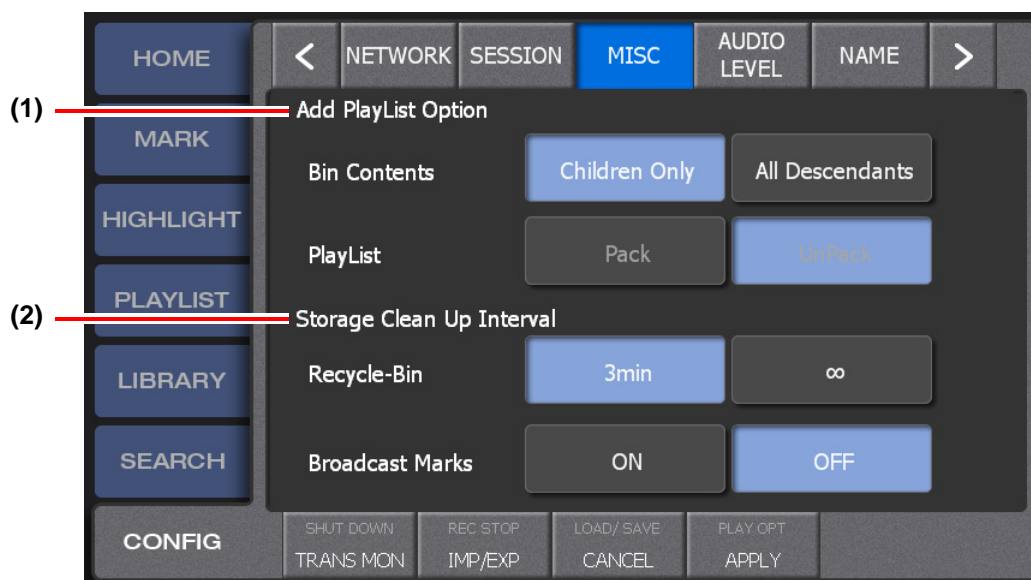 HOME
< NETWORK SESSION MISC AUDIO LEVEL NAME >
(1) Add PlayList Option
MARK
Bin Contents Children Only All Descendants
HIGHLIGHT
PlayList Pack UnPack
PLAYLIST
(2) Storage Clean Up Interval
LIBRARY
Recycle-Bin 3min ∞
SEARCH
Broadcast Marks ON OFF
CONFIG
SHUT DOWN REC STOP LOAD/ SAVE PLAY OPT
TRANS MON IMP/EXP CANCEL APPLY